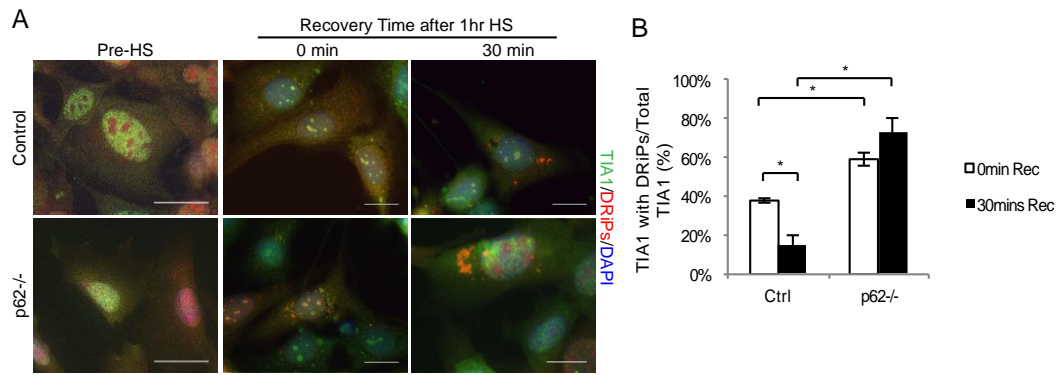 A
Recovery Time after 1hr HS
Pre-HS
0 min
30 min
Control
p62-/-
TIA1/DRiPs/DAPI
B
TIA1 with DRiPs/Total
TIA1 (%)
100%
80%
60%
40%
20%
0%
*
*
*
Ctrl
p62-/-
0min Rec
30mins Rec